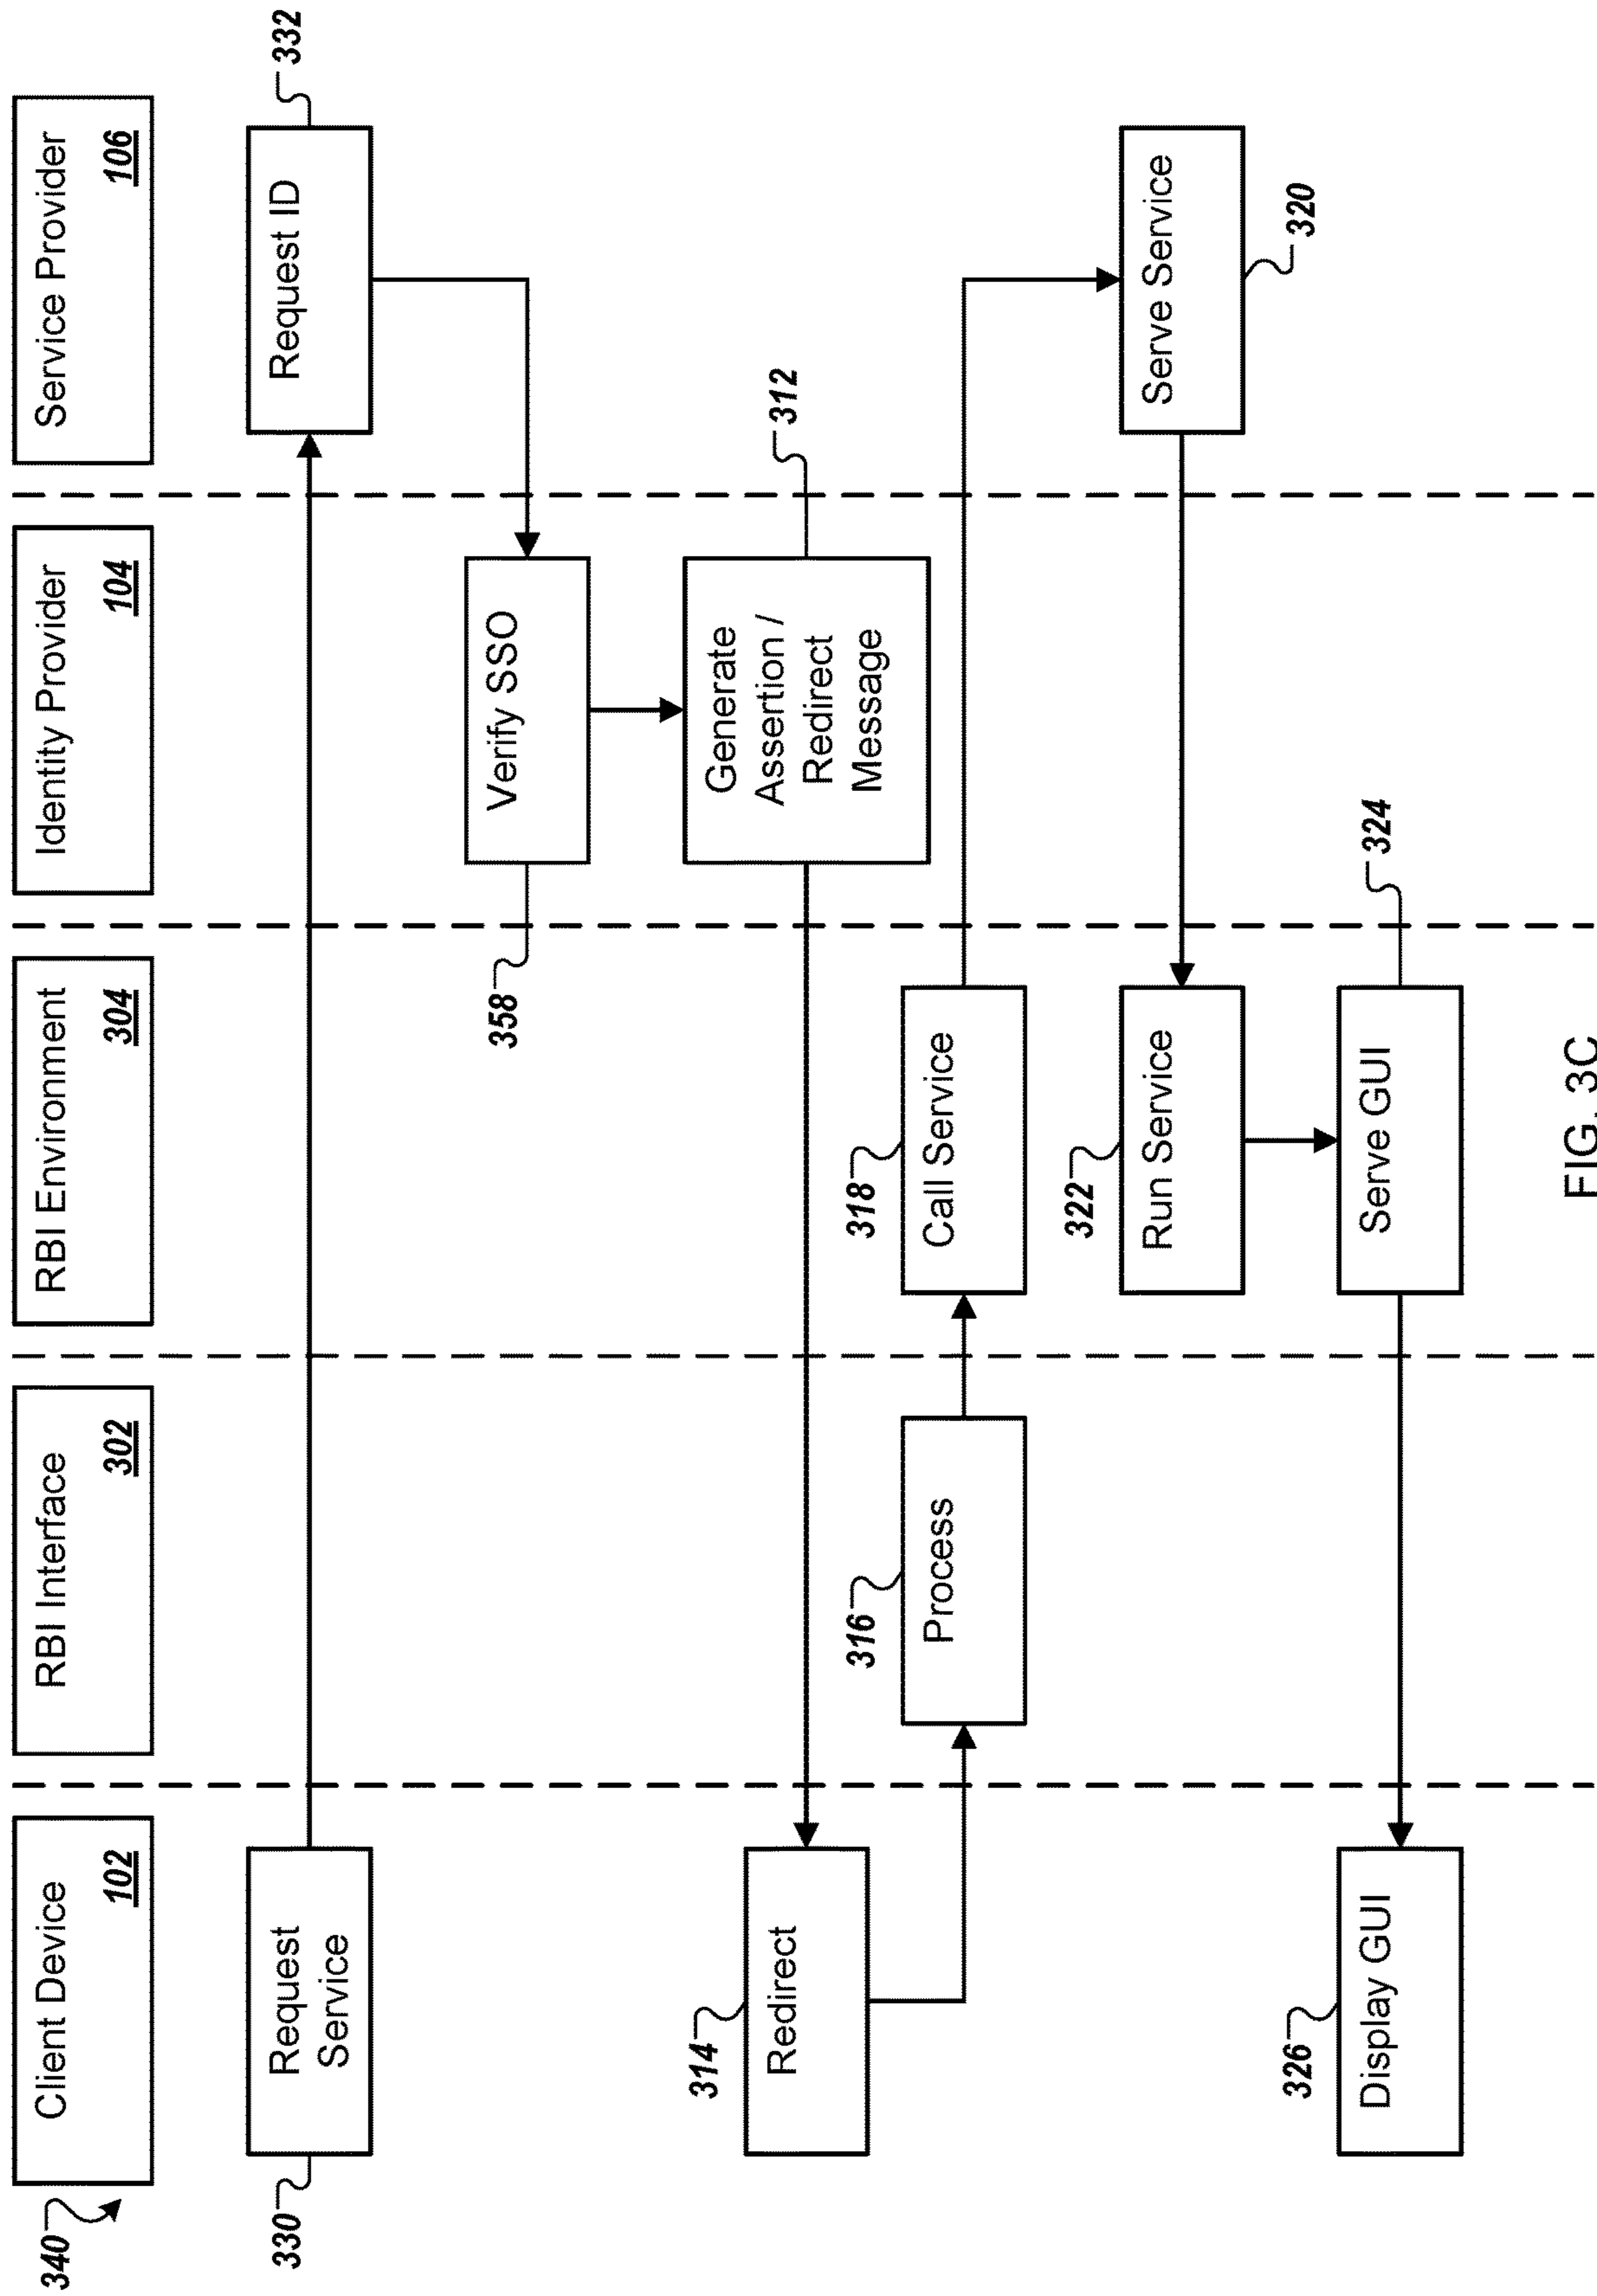 340
Client Device
102
RBI Interface
302
RBI Environment
304
Identity Provider
104
Service Provider
106
330
Request
Service
Request ID
332
358
Verify SSO
314
Redirect
Generate
Assertion /
Redirect
Message
312
316
Process
318
Call Service
322
Run Service
Serve Service
320
326
Display GUI
Serve GUI
324
FIG. 3C